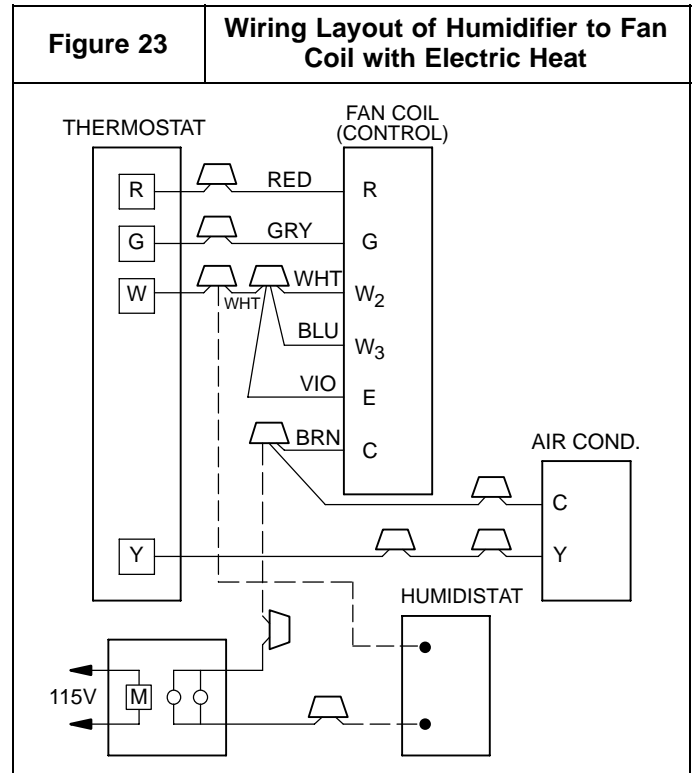 Figure 23
Wiring Layout of Humidifier to Fan
Coil with Electric Heat
FAN COIL
(CONTROL)
THERMOSTAT
R RED R
G GRY G
W WHT WHT W2
BLU W3
VIO E
BRN C
AIR COND.
C
Y Y
HUMIDISTAT
115V M